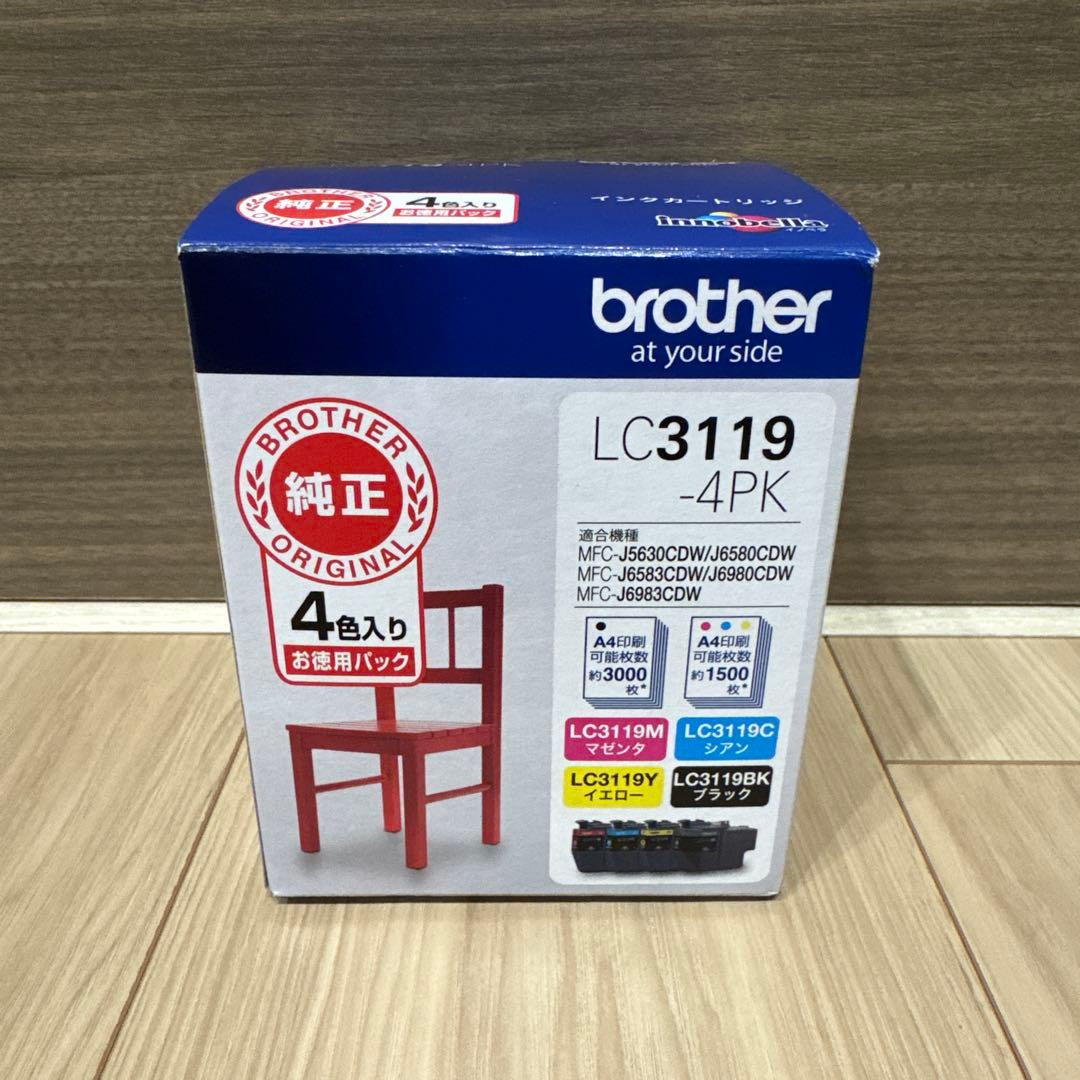 -4PK
BROTHER
純正
ORIGINAL
4色入り
お徳用パック
インクカートリッジ
innobella
イノベラ
brother
at your side
BROTHER
純正
ORIGINAL
4色入り
お徳用パック
LC3119
-4PK
適合機種
MFC-J5630CDW/J6580CDW
MFC-J6583CDW/J6980CDW
MFC-J6983CDW
A4印刷
可能枚数
約3000
枚*
A4印刷
可能枚数
約1500
枚*
LC3119M
マゼンタ
LC3119C
シアン
LC3119Y
イエロー
LC3119BK
ブラック